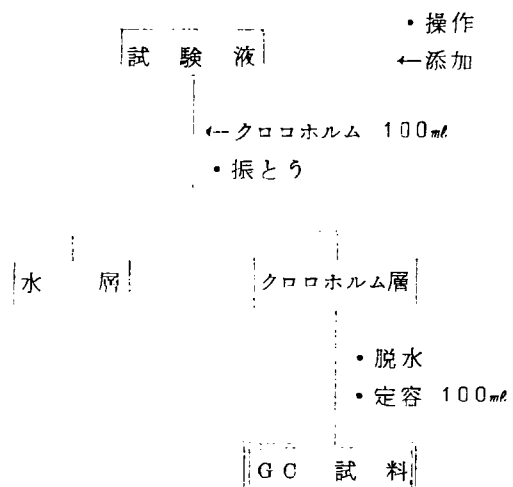 ・操作
←添加
試 験 液
←クロロホルム 100ml
・振とう
水 層
クロロホルム層
・脱水
・定容 100ml
GC 試 料